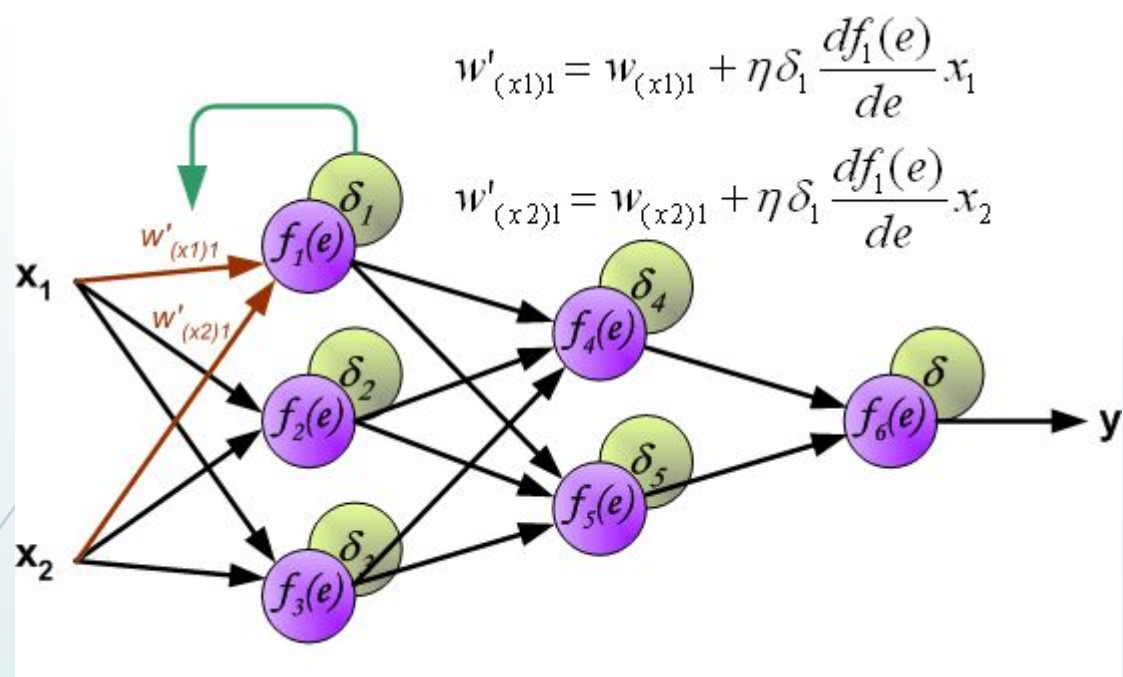 w'(x1)1 = w(x1)1 + ηδ1 df1(e)/de x1
w'(x2)1 = w(x2)1 + ηδ1 df1(e)/de x2
δ1
f1(e)
w'(x1)1
x1
w'(x2)1
δ4
f4(e)
δ2
f2(e)
δ
f6(e)
y
δ5
f5(e)
x2
δ3
f3(e)